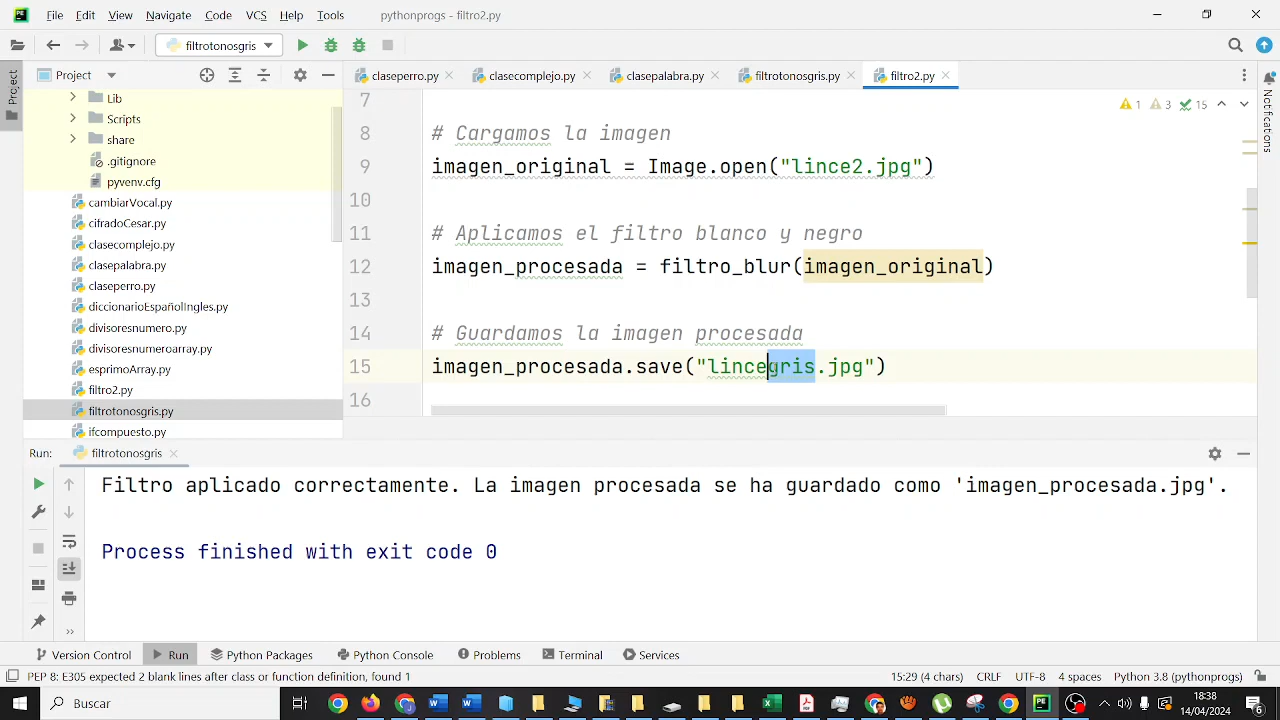 File Edit View Navigate Code Refactor Run Tools VCS Window Help pythonprogs - filtro2.py
filtrotonosgris
Project
Project
claseperro.py
clasecomplejo.py
clasepalabra.py
filtrotonosgris.py
filtro2.py
Notifications
Lib
Scripts
share
.gitignore
pyvenv.cfg
cambiarVocal.py
cifradoCesar.py
clasecomplejo.py
clasepalabra.py
claseperro.py
diccionarioEspañolIngles.py
divisoresnumero.py
divisoresnumeroarray.py
esprimoArray.py
filtro2.py
filtrotonosgris.py
ifcompuesto.py
1 3 15
7
8 # Cargamos la imagen
9 imagen_original = Image.open("lince2.jpg")
10
11 # Aplicamos el filtro blanco y negro
12 imagen_procesada = filtro_blur(imagen_original)
13
14 # Guardamos la imagen procesada
15 imagen_procesada.save("lincegris.jpg")
16
Run: filtrotonosgris
Filtro aplicado correctamente. La imagen procesada se ha guardado como 'imagen_procesada.jpg'.
Process finished with exit code 0
Version Control Run Python Packages Python Console Problems Terminal Services
PEP 8: E305 expected 2 blank lines after class or function definition, found 1 15:29 (4 chars) CRLF UTF-8 4 spaces Python 3.8 (pythonprogs)
Buscar
18:38
14/04/2024
6